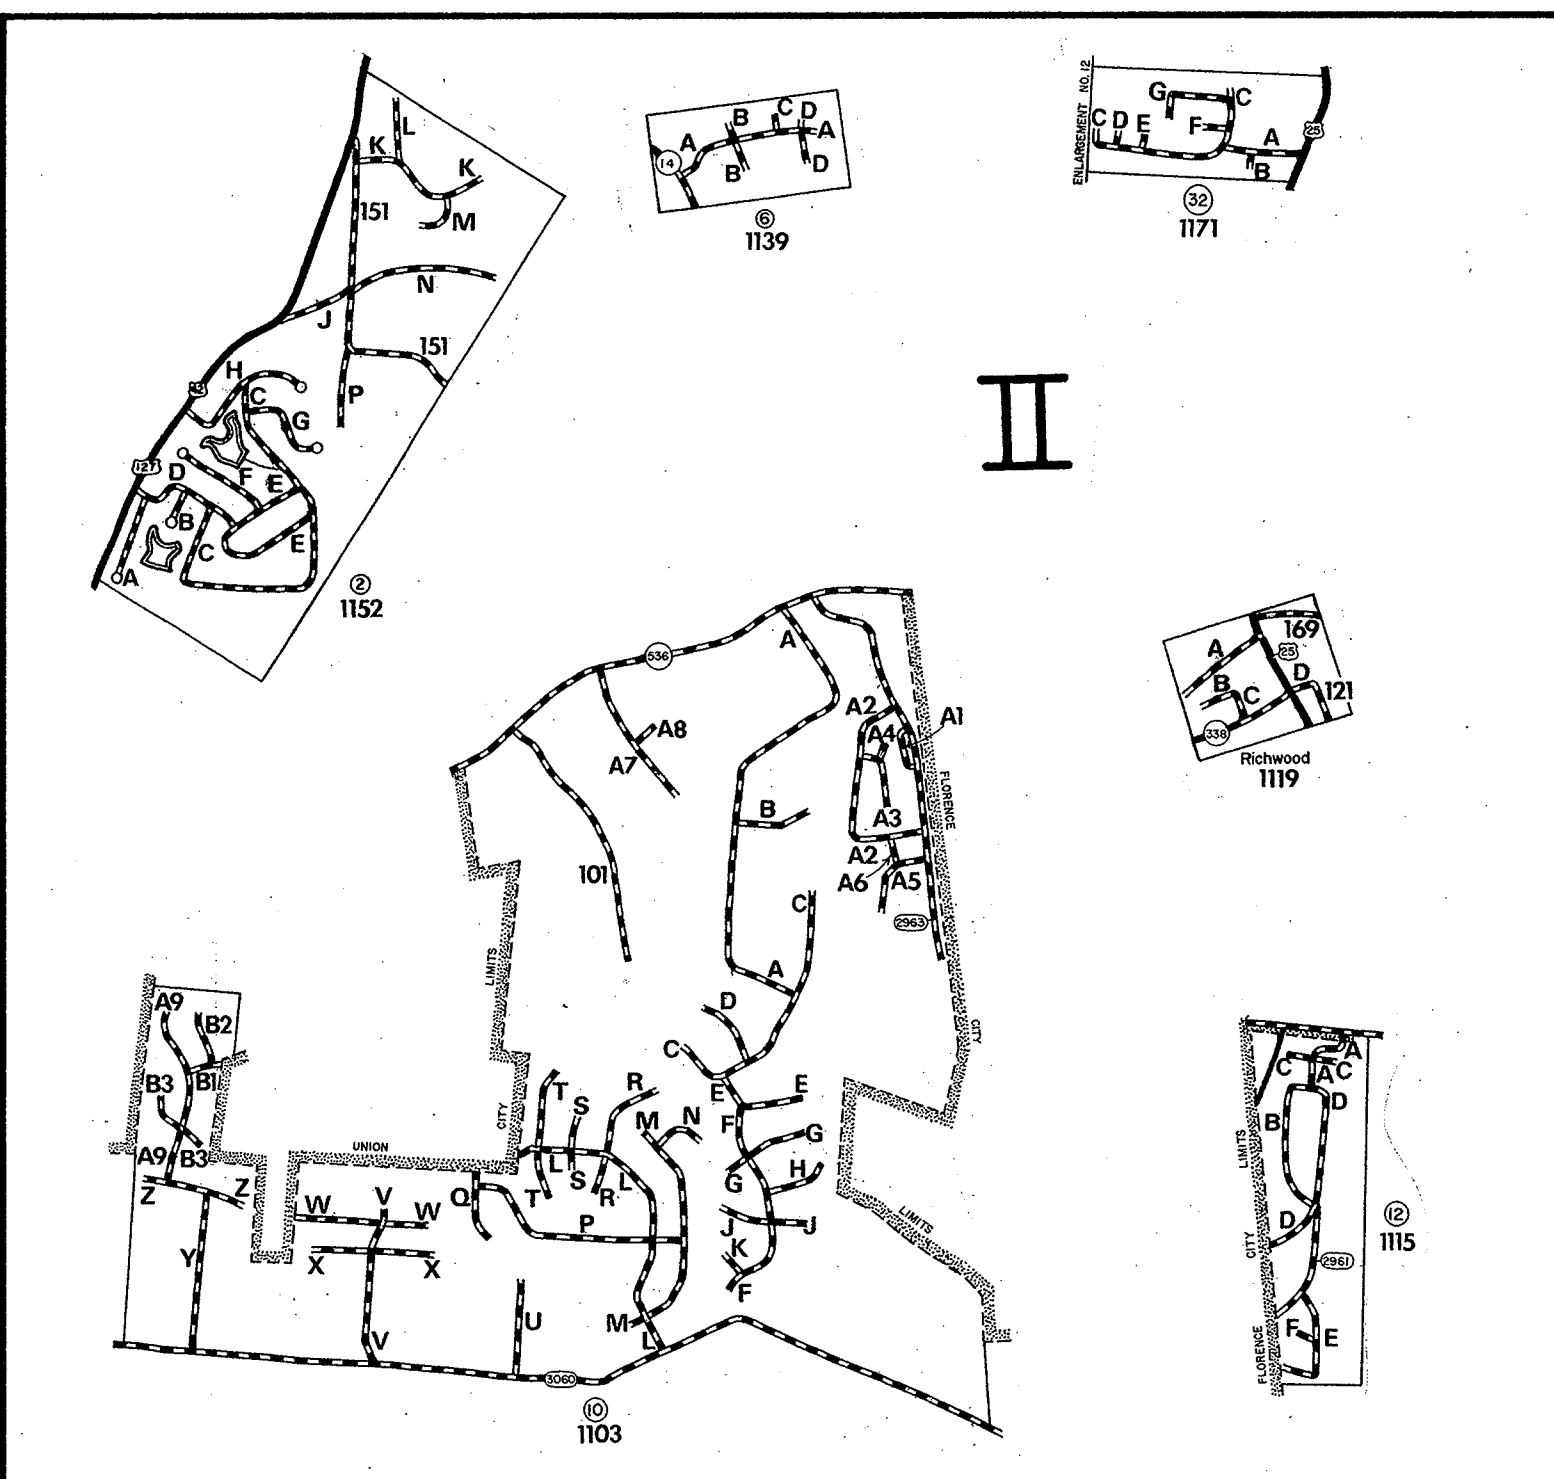 L
K
K
151
M
N
J
151
H
42
C
P
G
127
D
F
E
B
C
E
A
2
1152
B
C
D
A
A
14
B
D
6
1139
ENLARGEMENT NO. 12
G
C
C
D
E
F
A
25
B
32
1171
II
169
A
25
B
C
D
121
338
Richwood
1119
536
A
A2
A1
A8
A4
A7
FLORENCE
B
A3
101
A2
A6
A5
C
2963
LIMITS
A
D
CITY
C
E
E
F
G
G
H
J
J
K
F
LIMITS
A9
B2
B3
B1
A9
B3
Z
Z
Y
UNION
CITY
T
S
R
M
N
L
S
R
L
T
Q
P
W
V
W
X
X
V
U
M
L
3060
10
1103
A
C
A
C
D
B
LIMITS
D
CITY
2961
12
1115
F
E
FLORENCE